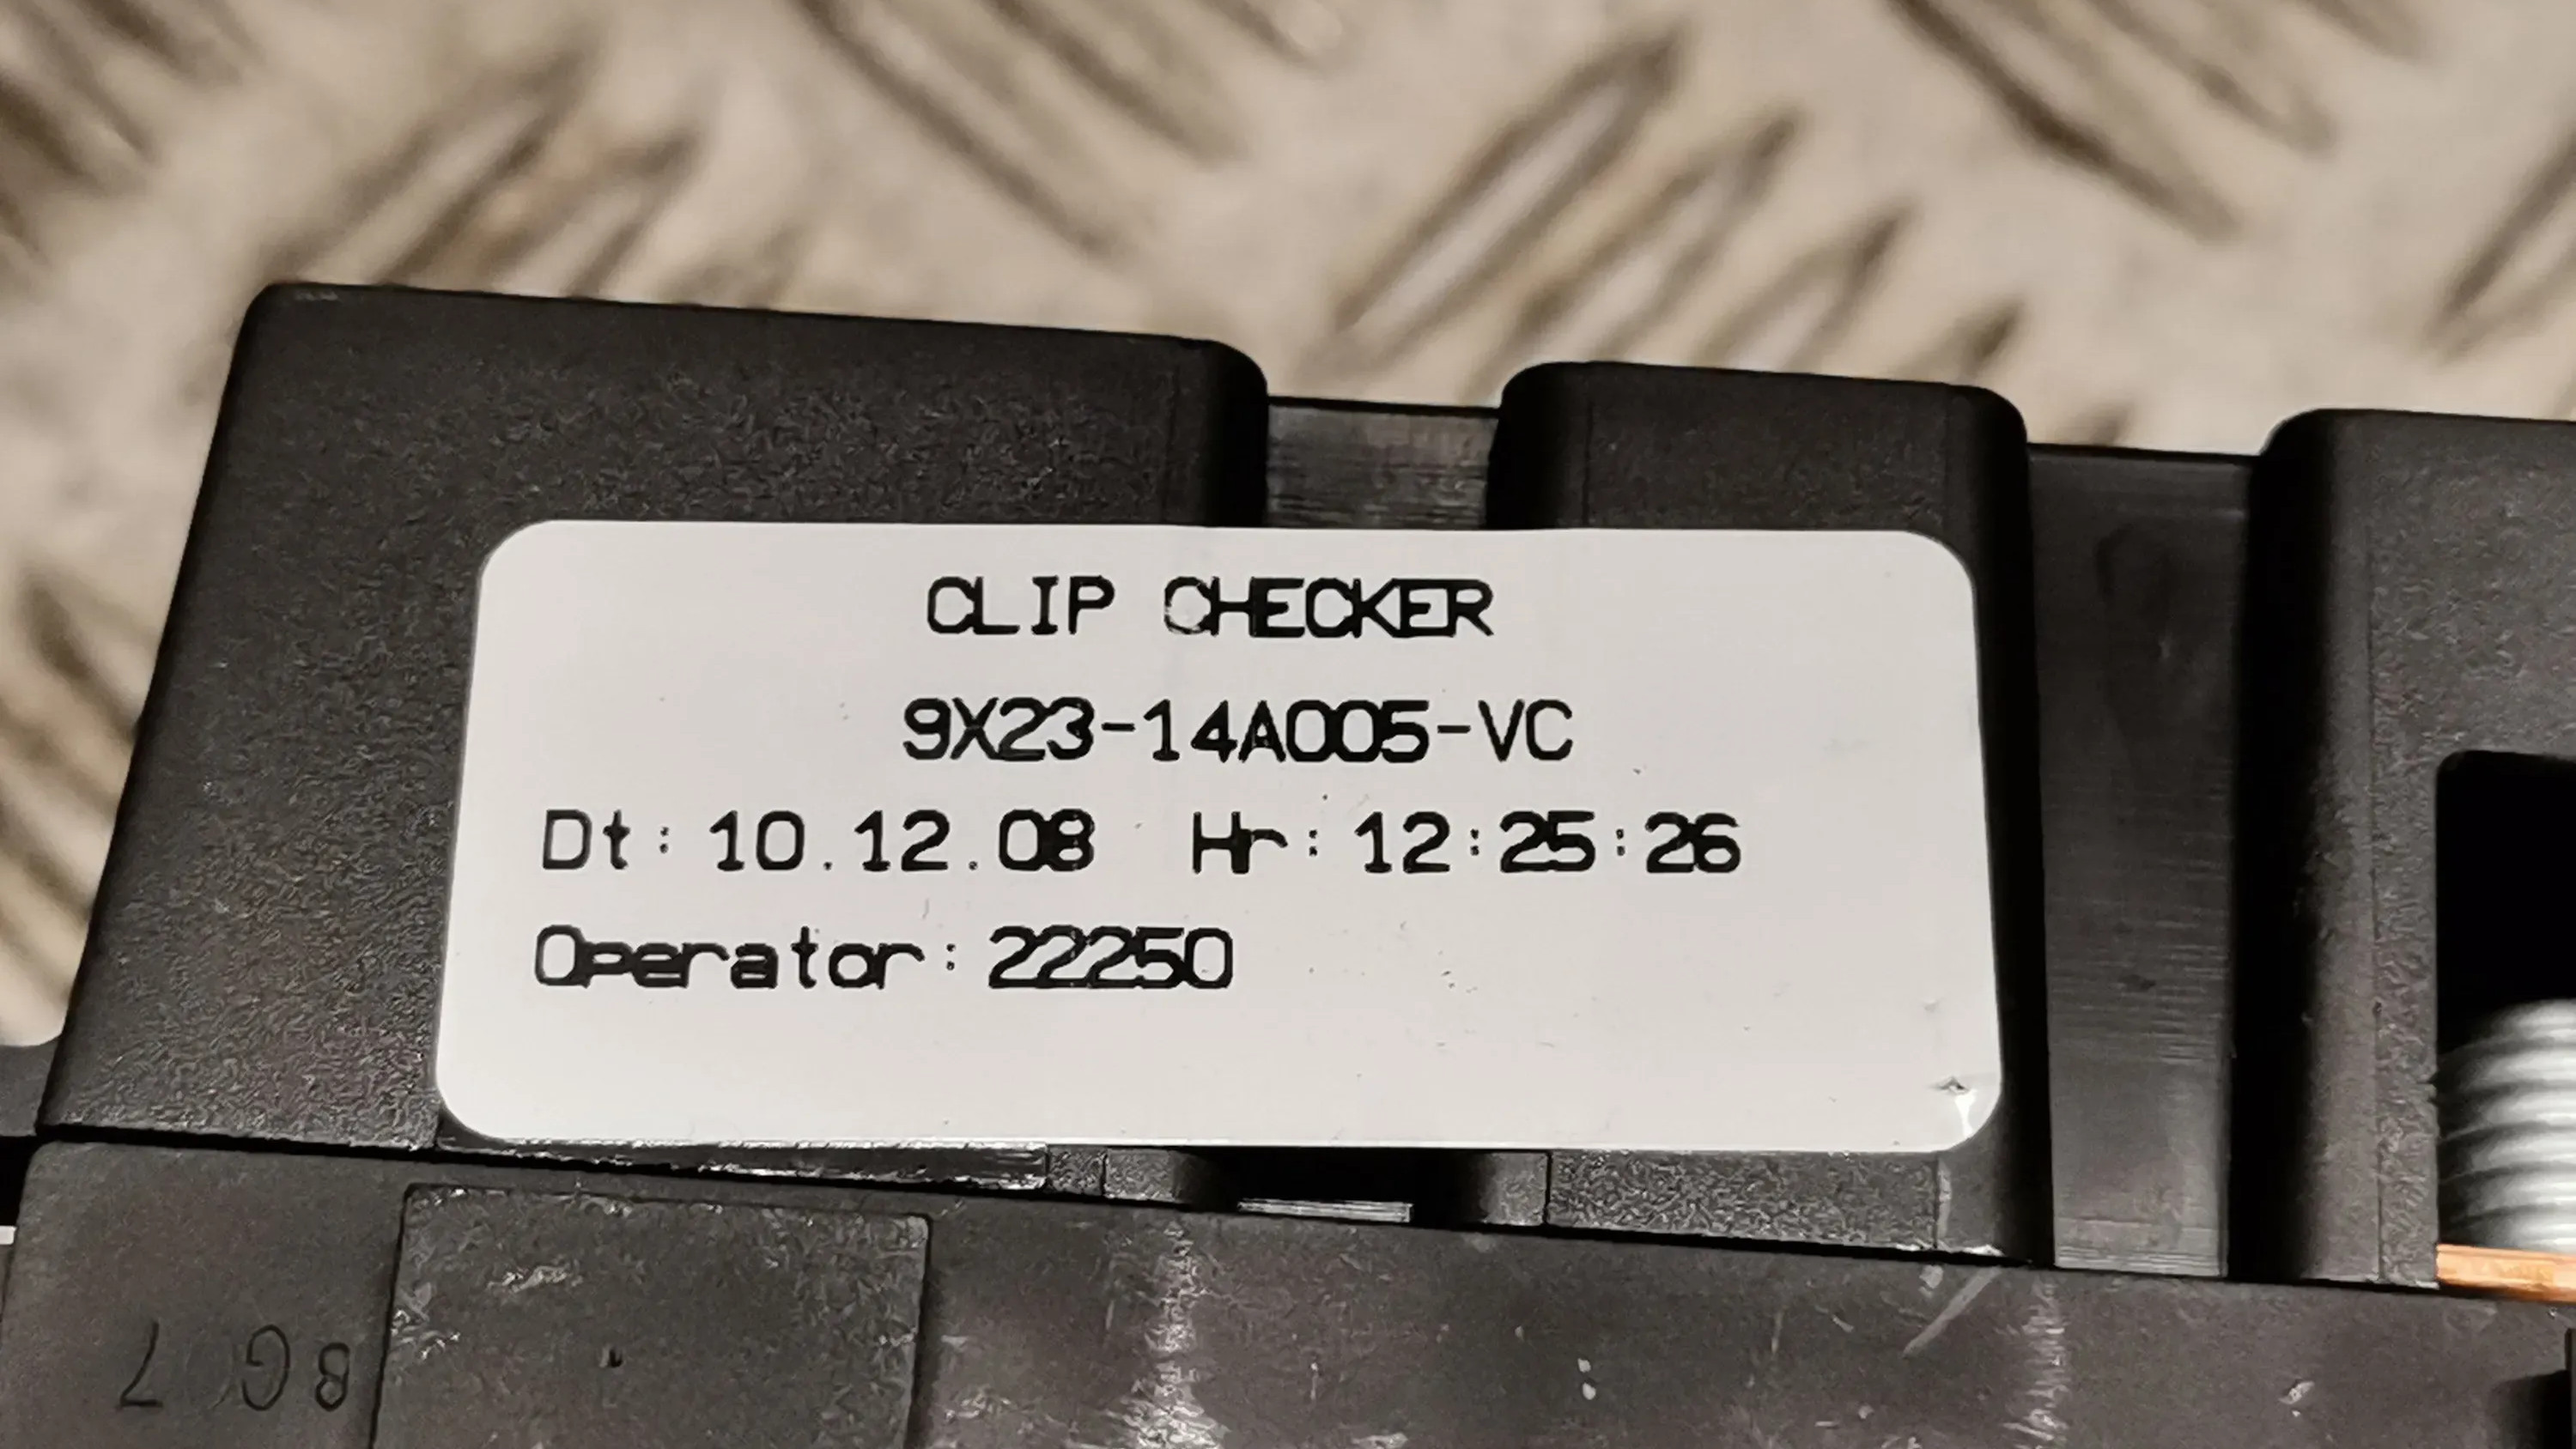 CLIP CHECKER
9X23-14A005-VC
Dt: 10.12.08 Hr: 12:25:26
Operator: 22250